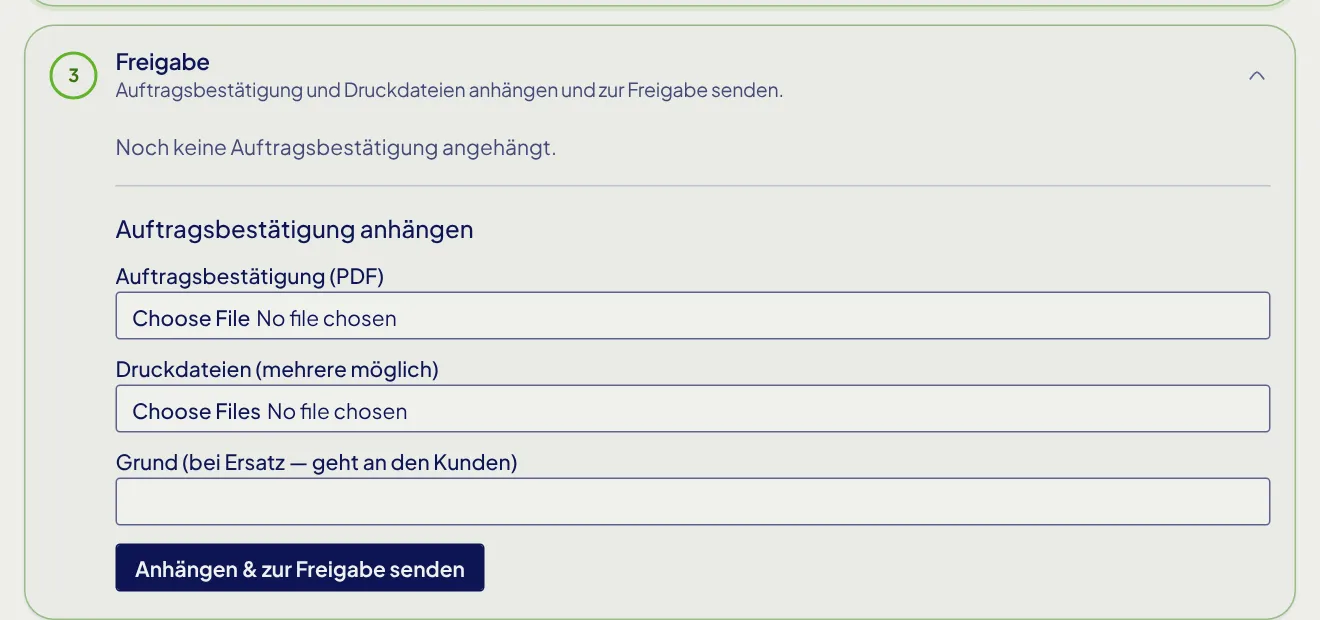 3
Freigabe
Auftragsbestätigung und Druckdateien anhängen und zur Freigabe senden.
Noch keine Auftragsbestätigung angehängt.
Auftragsbestätigung anhängen
Auftragsbestätigung (PDF)
Choose File No file chosen
Druckdateien (mehrere möglich)
Choose Files No file chosen
Grund (bei Ersatz — geht an den Kunden)
Anhängen & zur Freigabe senden